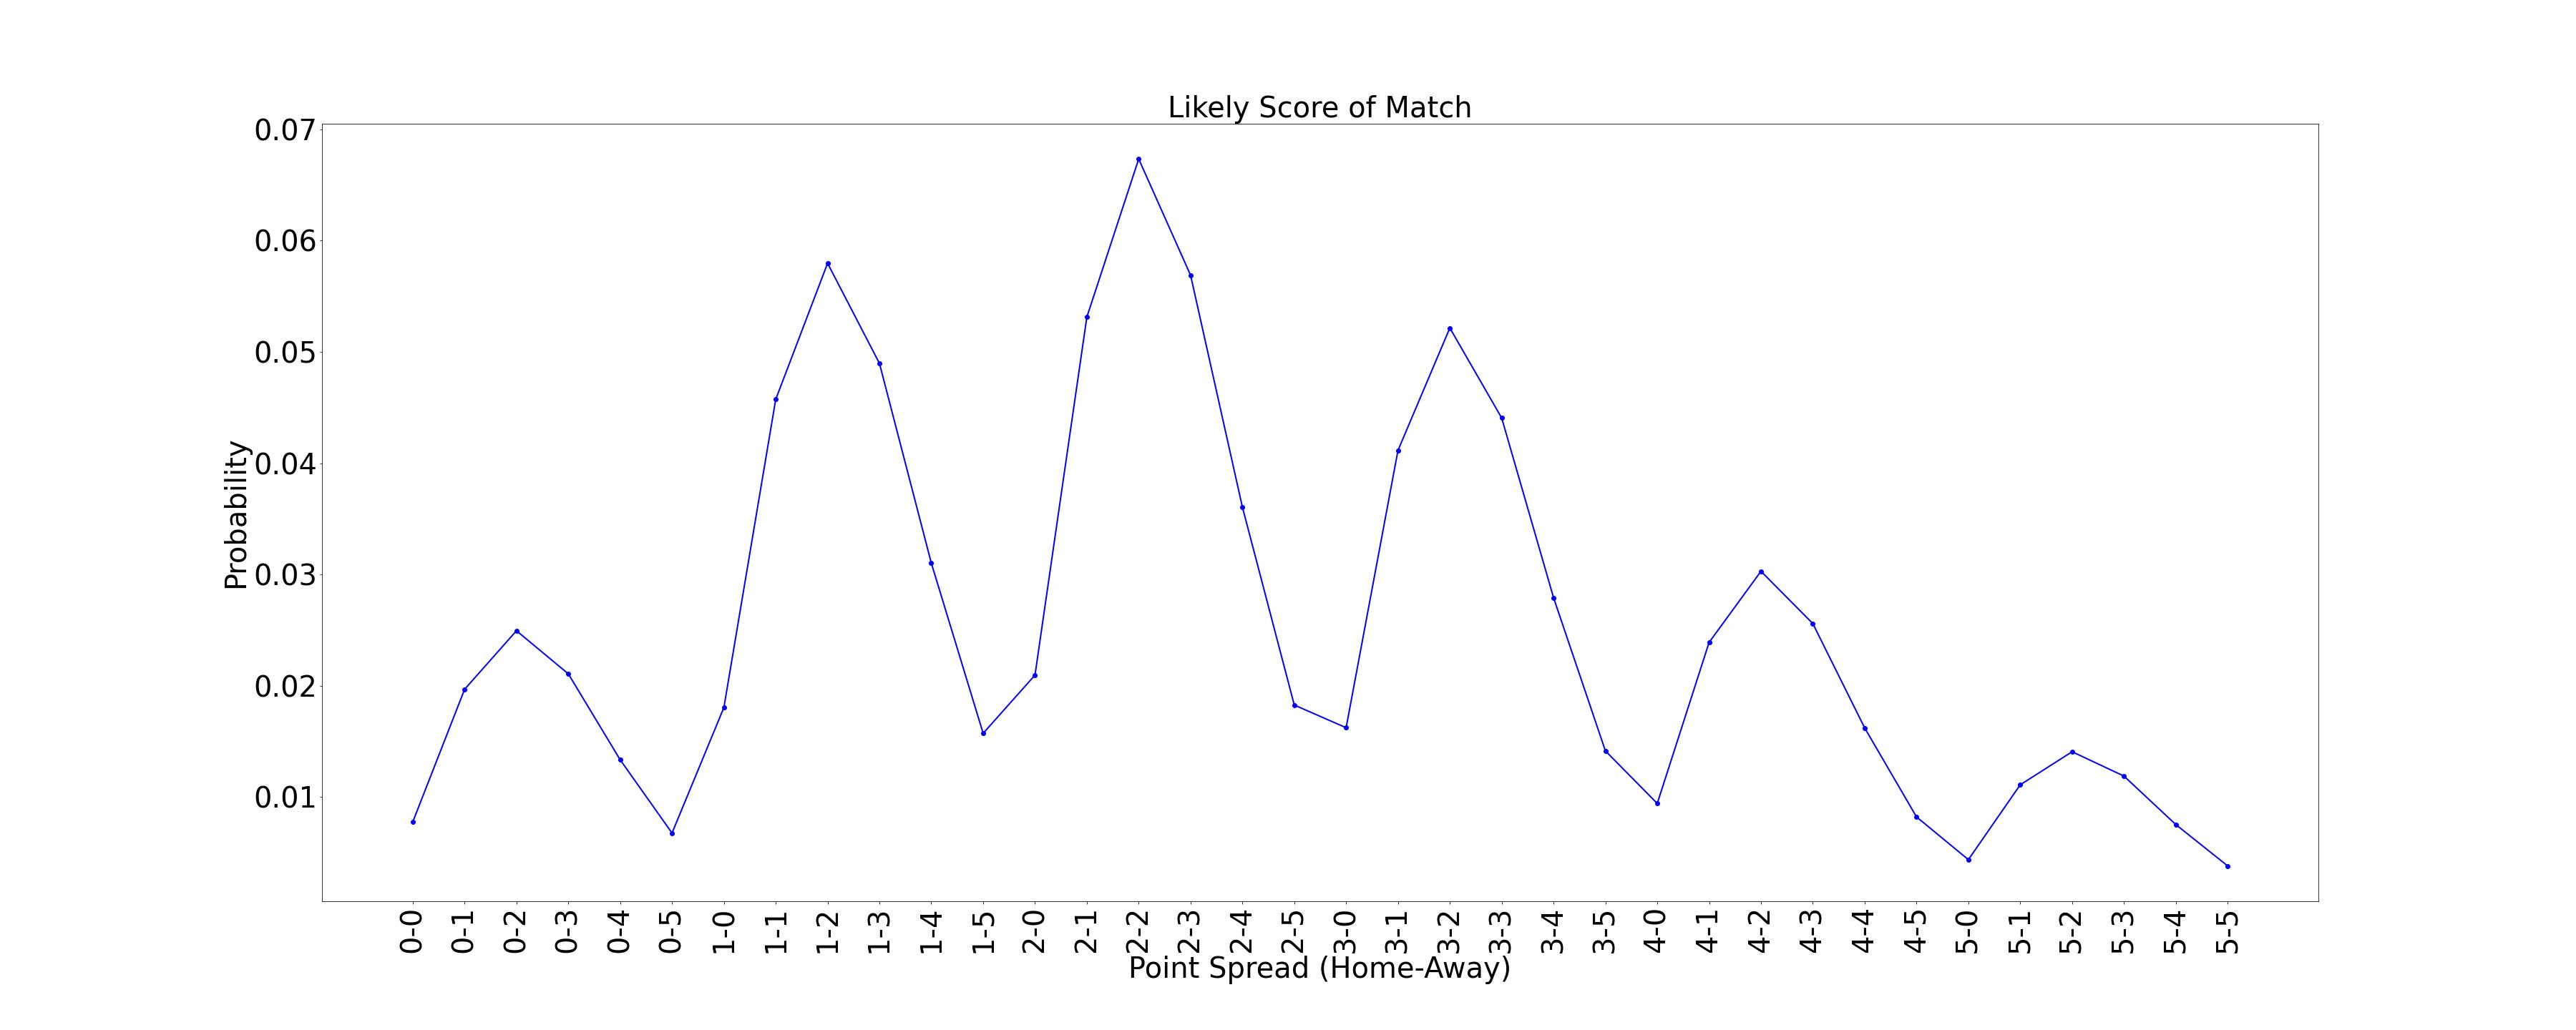 Likely Score of Match
0.07
0.06
0.05
0.04
0.03
0.02
0.01
Probability
0-0 0-1 0-2 0-3 0-4 0-5 1-0 1-1 1-2 1-3 1-4 1-5 2-0 2-1 2-2 2-3 2-4 2-5 3-0 3-1 3-2 3-3 3-4 3-5 4-0 4-1 4-2 4-3 4-4 4-5 5-0 5-1 5-2 5-3 5-4 5-5
Point Spread (Home-Away)